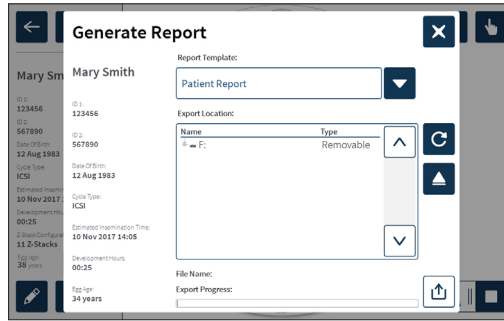 Generate Report
Mary Smith
ID 1:
123456
ID 2:
567890
Date Of Birth:
12 Aug 1983
Cycle Type:
ICSI
Estimated Insemination Time:
10 Nov 2017 14:05
Development Hours:
00:25
Egg Age:
34 years
Report Template:
Patient Report
Export Location:
Name Type
F: Removable
File Name:
Export Progress:
Mary Sm
ID 1:
123456
ID 2:
567890
Date Of Birth:
12 Aug 1983
Cycle Type:
ICSI
Estimated Insemin
10 Nov 2017
Development Hou
00:25
Z-Stack Configurat
11 Z-Stacks
Egg Age:
38 years